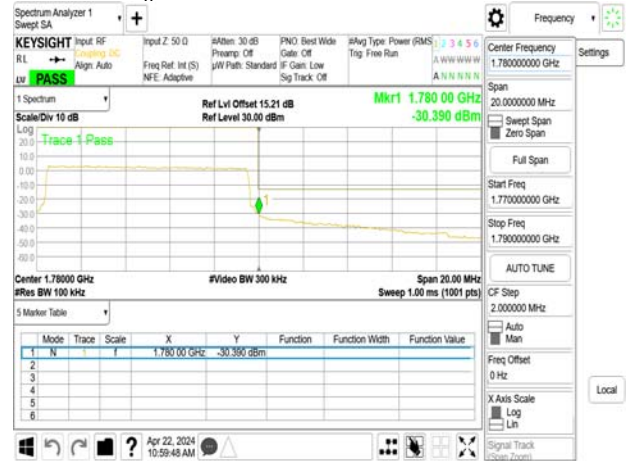 Spectrum Analyzer 1
Swept SA
Frequency
KEYSIGHT
Input: RF
Coupling: DC
Align: Auto
Input Z: 50 Ω
Freq Ref: Int (S)
NFE: Adaptive
#Atten: 30 dB
Preamp: Off
µW Path: Standard
PNO: Best Wide
Gate: Off
IF Gain: Low
Sig Track: Off
#Avg Type: Power (RMS
Trig: Free Run
1 2 3 4 5 6
A W W W W W
A N N N N N
RL
LV PASS
Center Frequency
1.780000000 GHz
Settings
Span
20.0000000 MHz
Swept Span
Zero Span
Full Span
Start Freq
1.770000000 GHz
Stop Freq
1.790000000 GHz
AUTO TUNE
CF Step
2.000000 MHz
Auto
Man
Freq Offset
0 Hz
X Axis Scale
Log
Lin
Local
Signal Track
(Span Zoom)
1 Spectrum
Scale/Div 10 dB
Ref Lvl Offset 15.21 dB
Ref Level 30.00 dBm
Mkr1 1.780 00 GHz
-30.390 dBm
Log
Trace 1 Pass
20.0
10.0
0.00
-10.0
-20.0
-30.0
-40.0
-50.0
-60.0
1
Center 1.78000 GHz
#Res BW 100 kHz
#Video BW 300 kHz
Span 20.00 MHz
Sweep 1.00 ms (1001 pts)
5 Marker Table
Mode Trace Scale X Y Function Function Width Function Value
1 N 1 f 1.780 00 GHz -30.390 dBm
2
3
4
5
6
Apr 22, 2024
10:59:48 AM